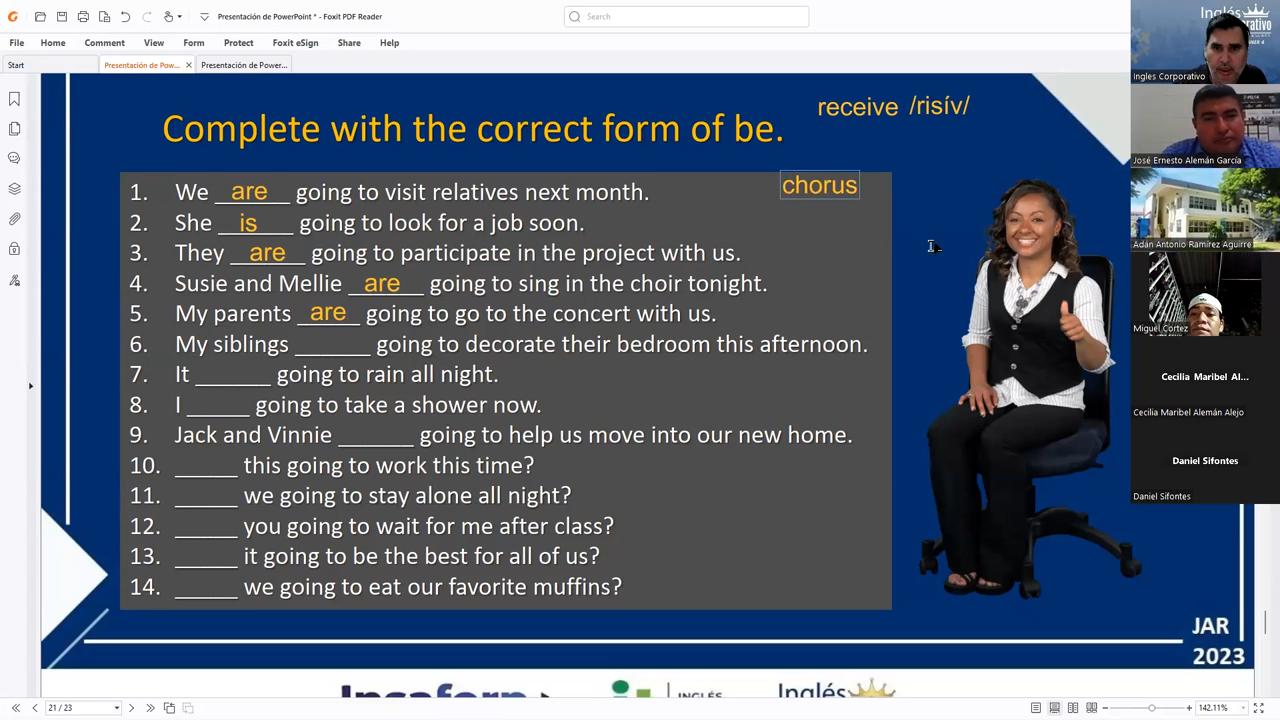 Presentación de PowerPoint * - Foxit PDF Reader
Search
File Home Comment View Form Protect Foxit eSign Share Help
Start Presentación de Pow... Presentación de Power...
Inglés
Ingles Corporativo
José Ernesto Alemán García
Adán Antonio Ramírez Aguirre
Miguel Cortez
Cecilia Maribel Al...
Cecilia Maribel Alemán Alejo
Daniel Sifontes
Daniel Sifontes
receive /risív/
Complete with the correct form of be.
chorus
1. We are going to visit relatives next month.
2. She is going to look for a job soon.
3. They are going to participate in the project with us.
4. Susie and Mellie are going to sing in the choir tonight.
5. My parents are going to go to the concert with us.
6. My siblings ______ going to decorate their bedroom this afternoon.
7. It ______ going to rain all night.
8. I _____ going to take a shower now.
9. Jack and Vinnie ______ going to help us move into our new home.
10. _____ this going to work this time?
11. _____ we going to stay alone all night?
12. _____ you going to wait for me after class?
13. _____ it going to be the best for all of us?
14. _____ we going to eat our favorite muffins?
JAR
2023
INGLÉS
Inglés
21 / 23
142.11%